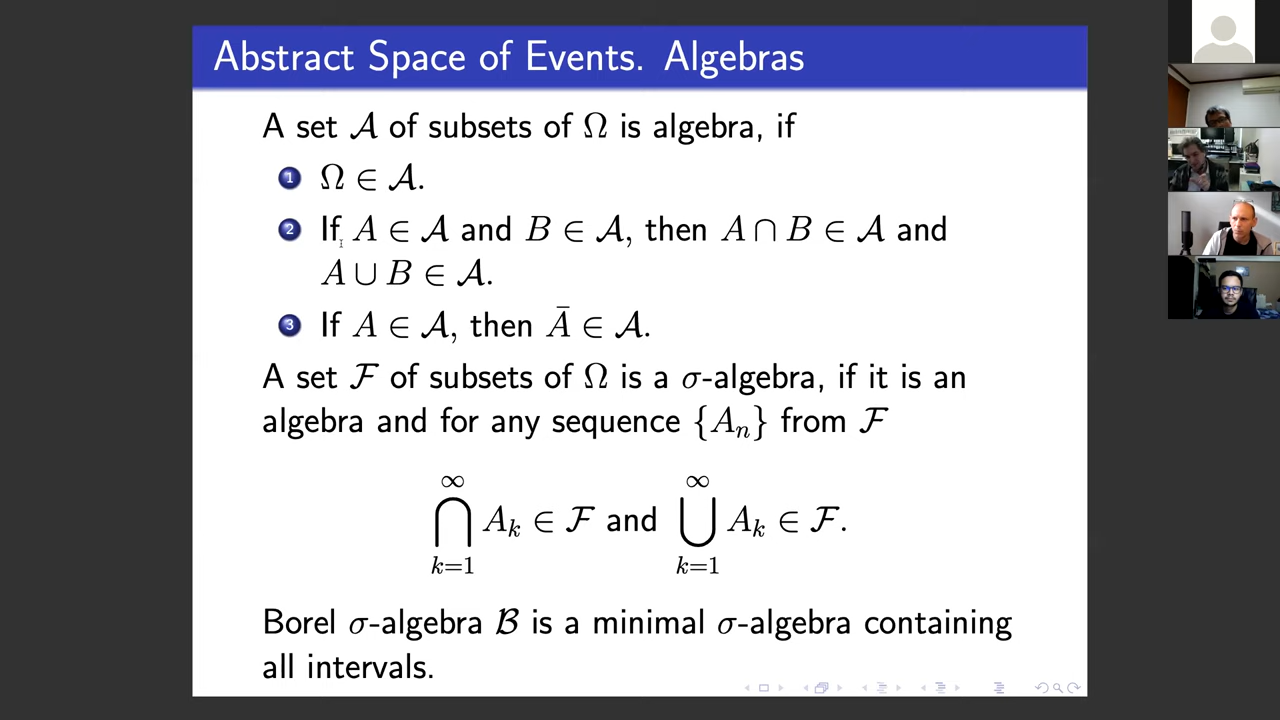 Abstract Space of Events. Algebras
A set 𝒜 of subsets of Ω is algebra, if
1 Ω ∈ 𝒜.
2 If A ∈ 𝒜 and B ∈ 𝒜, then A ∩ B ∈ 𝒜 and
A ∪ B ∈ 𝒜.
3 If A ∈ 𝒜, then Ā ∈ 𝒜.
A set ℱ of subsets of Ω is a σ-algebra, if it is an
algebra and for any sequence {Aₙ} from ℱ
⋂_{k=1}^{∞} A_k ∈ ℱ and ⋃_{k=1}^{∞} A_k ∈ ℱ.
Borel σ-algebra ℬ is a minimal σ-algebra containing
all intervals.